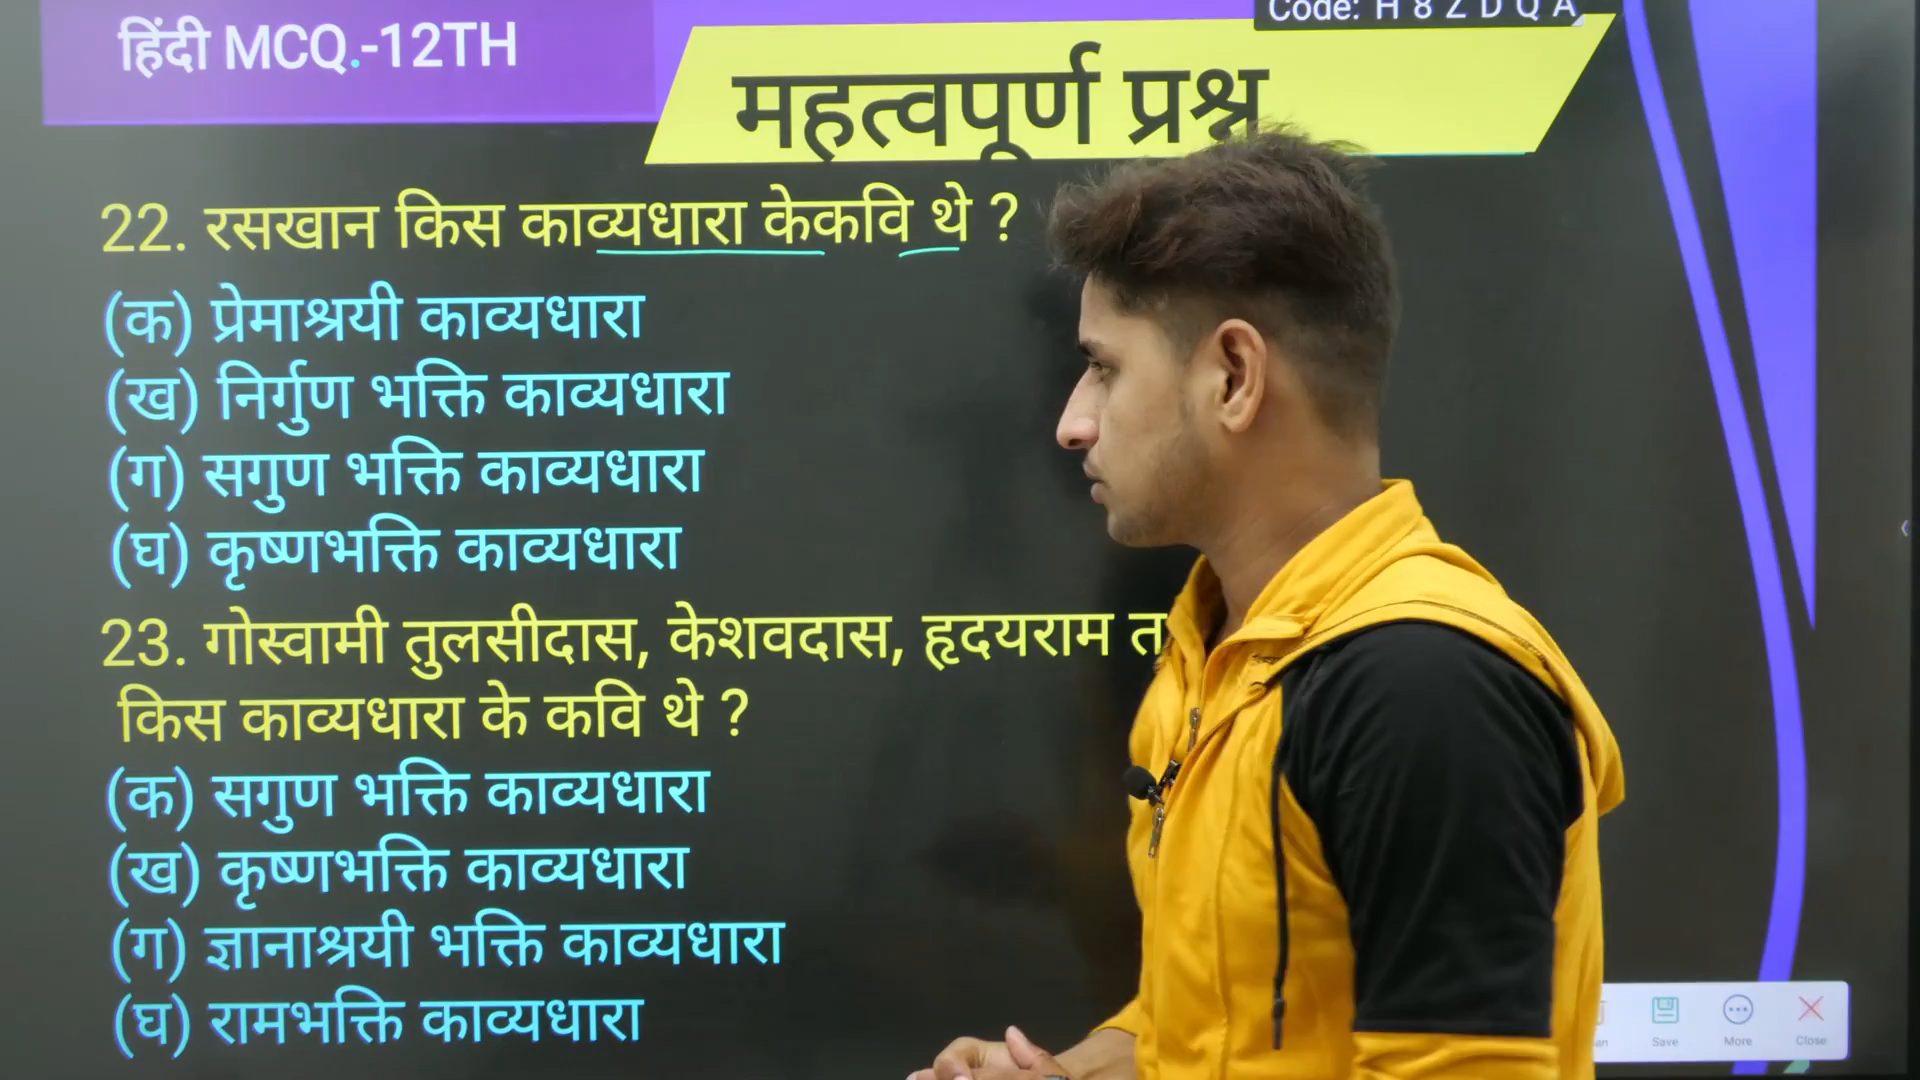 Code: H 8 Z D Q A
हिंदी MCQ.-12TH
महत्वपूर्ण प्रश्न
22. रसखान किस काव्यधारा केकवि थे ?
(क) प्रेमाश्रयी काव्यधारा
(ख) निर्गुण भक्ति काव्यधारा
(ग) सगुण भक्ति काव्यधारा
(घ) कृष्णभक्ति काव्यधारा
23. गोस्वामी तुलसीदास, केशवदास, हृदयराम
किस काव्यधारा के कवि थे ?
(क) सगुण भक्ति काव्यधारा
(ख) कृष्णभक्ति काव्यधारा
(ग) ज्ञानाश्रयी भक्ति काव्यधारा
(घ) रामभक्ति काव्यधारा
Save More Close